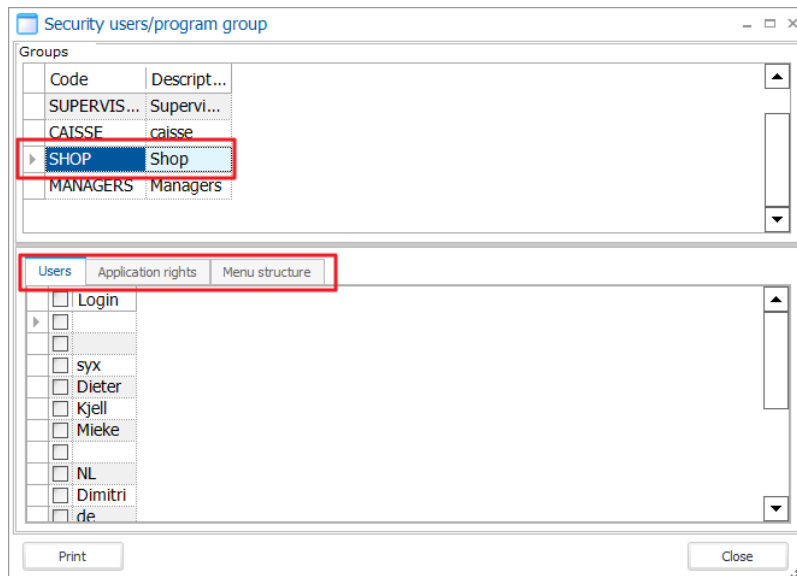 Security users/program group
Groups
Code Descript...
SUPERVIS... Supervi...
CAISSE caisse
SHOP Shop
MANAGERS Managers
Users Application rights Menu structure
Login
syx
Dieter
Kjell
Mieke
NL
Dimitri
de
Print Close